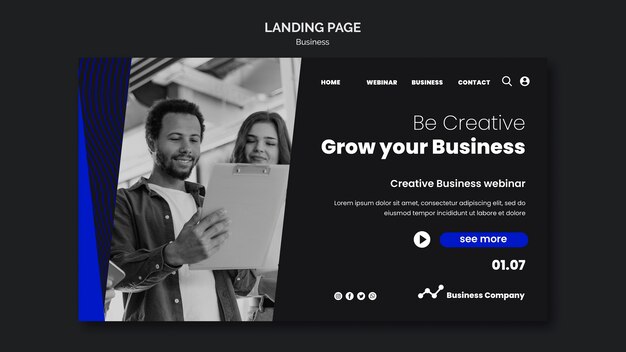 LANDING PAGE
Business
HOME WEBINAR BUSINESS CONTACT
Be Creative
Grow your Business
Creative Business webinar
Lorem ipsum dolor sit amet, consectetur adipiscing elit, sed do
eiusmod tempor incididunt ut labore et dolore
see more
01.07
Business Company